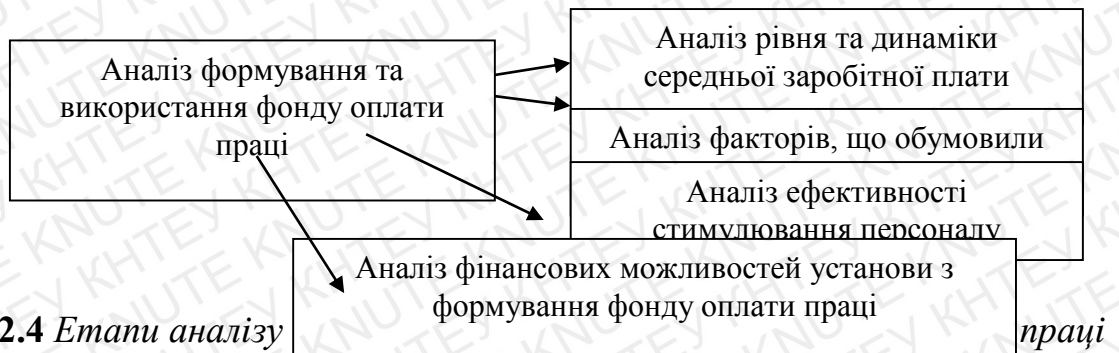 Аналіз формування та
використання фонду оплати
праці
Аналіз рівня та динаміки
середньої заробітної плати
Аналіз факторів, що обумовили
Аналіз ефективності
стимулювання персоналу
Аналіз фінансових можливостей установи з
формування фонду оплати праці
2.4 Етапи аналізу праці